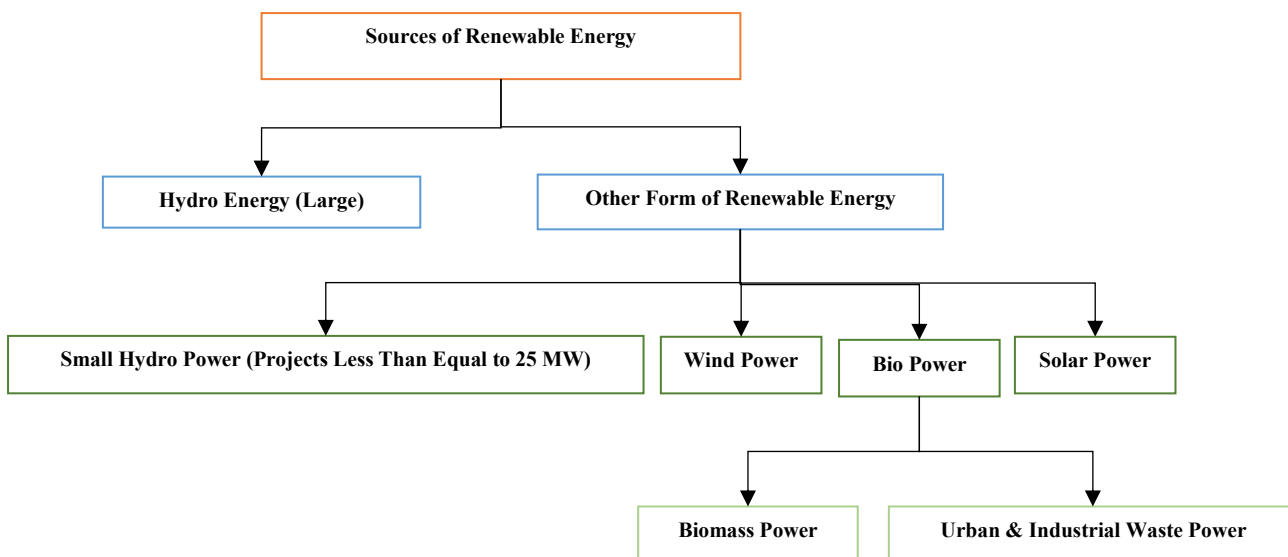 Sources of Renewable Energy
Hydro Energy (Large)
Other Form of Renewable Energy
Small Hydro Power (Projects Less Than Equal to 25 MW)
Wind Power
Bio Power
Solar Power
Biomass Power
Urban & Industrial Waste Power